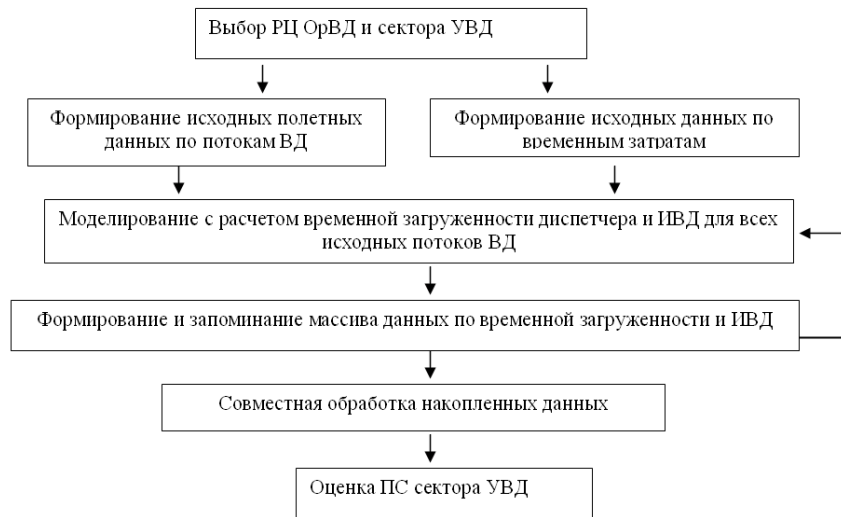 Выбор РЦ ОрВД и сектора УВД
Формирование исходных полетных
данных по потокам ВД
Формирование исходных данных по
временным затратам
Моделирование с расчетом временной загруженности диспетчера и ИВД для всех
исходных потоков ВД
Формирование и запоминание массива данных по временной загруженности и ИВД
Совместная обработка накопленных данных
Оценка ПС сектора УВД